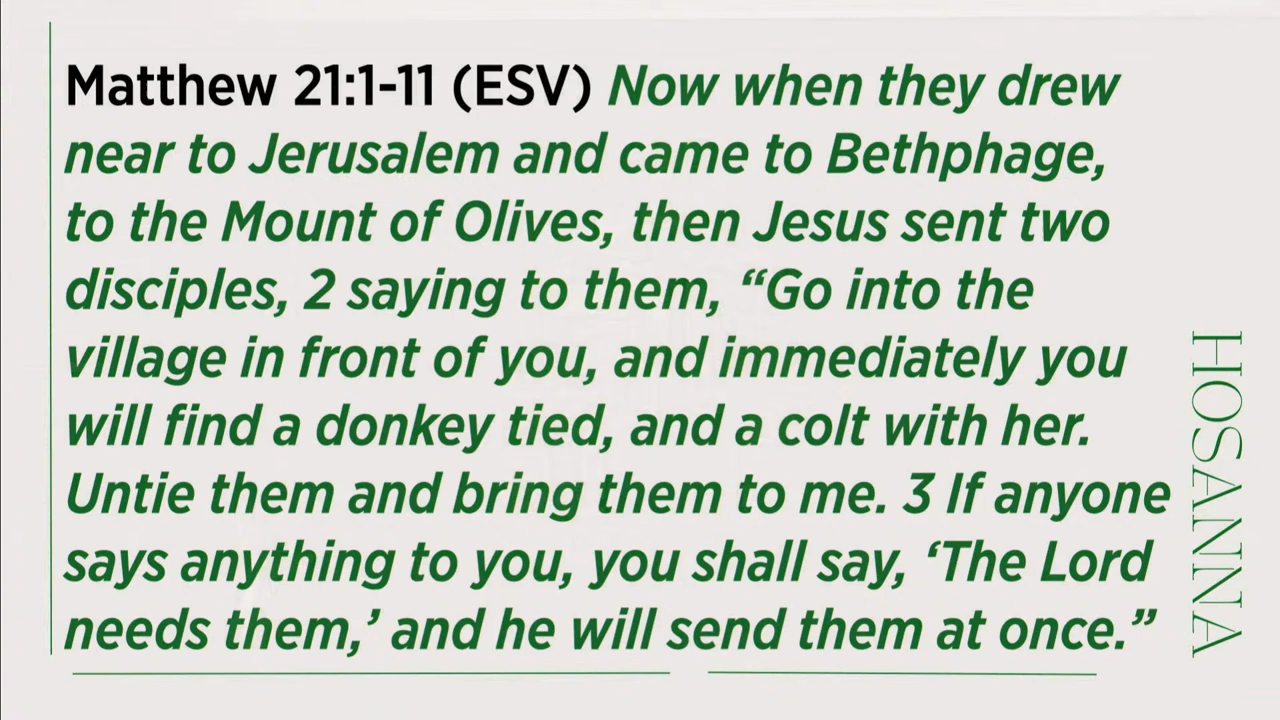 Matthew 21:1-11 (ESV) Now when they drew
near to Jerusalem and came to Bethphage,
to the Mount of Olives, then Jesus sent two
disciples, 2 saying to them, “Go into the
village in front of you, and immediately you
will find a donkey tied, and a colt with her.
Untie them and bring them to me. 3 If anyone
says anything to you, you shall say, ‘The Lord
needs them,’ and he will send them at once.”
HOSANNA